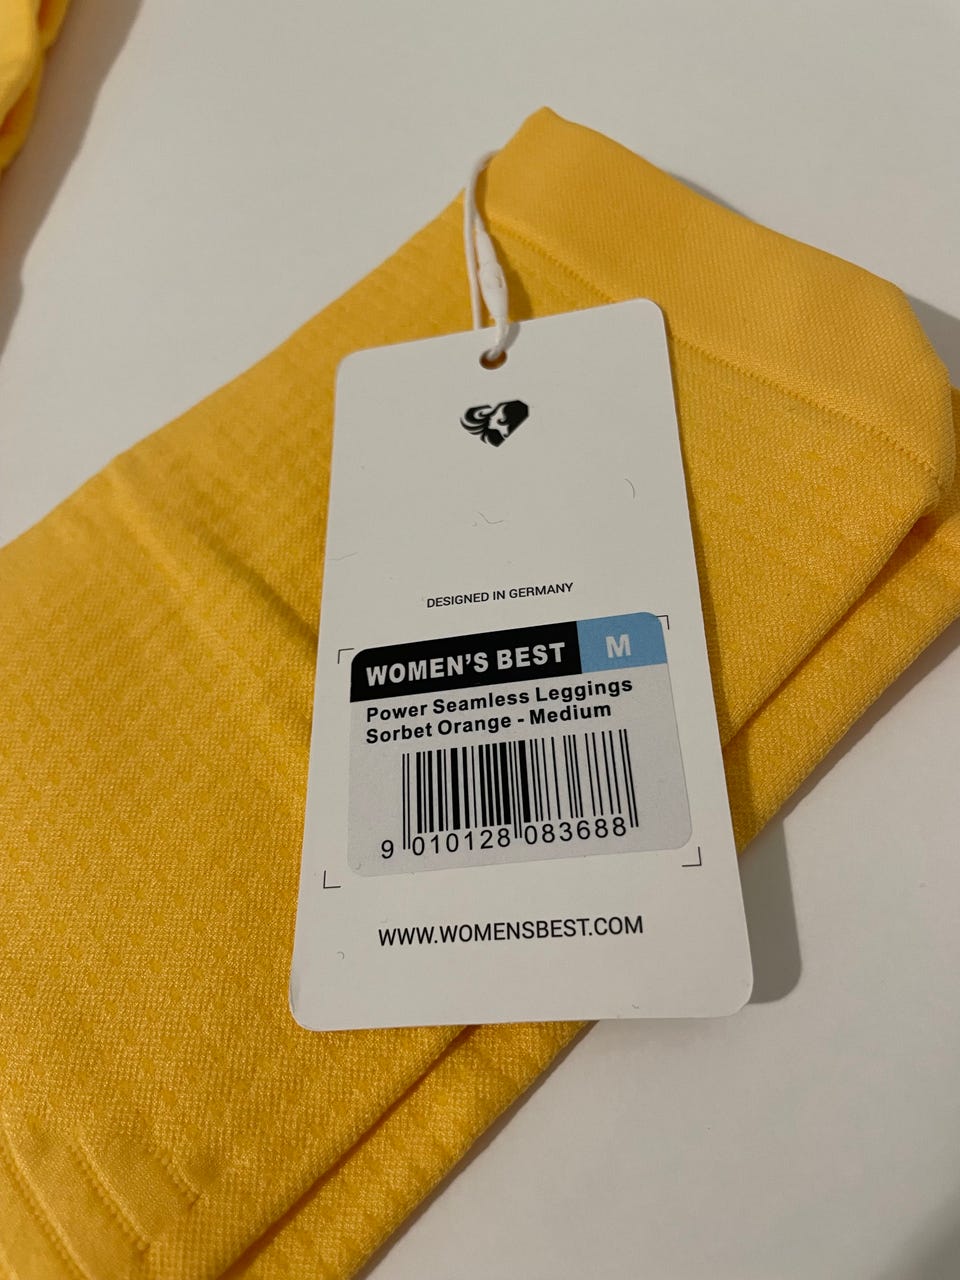 DESIGNED IN GERMANY
WOMEN'S BEST M
Power Seamless Leggings
Sorbet Orange - Medium
9 010128 083688
WWW.WOMENSBEST.COM